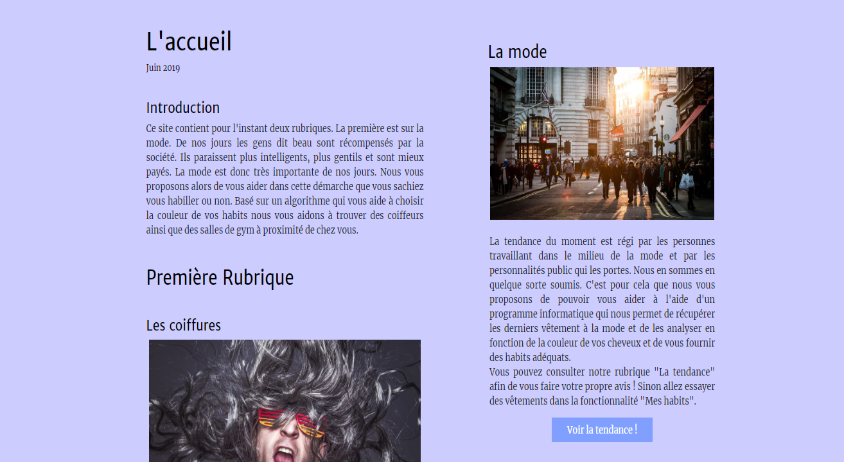 L'accueil
Juin 2019
Introduction
Ce site contient pour l'instant deux rubriques. La première est sur la
mode. De nos jours les gens dit beau sont récompensés par la
société. Ils paraissent plus intelligents, plus gentils et sont mieux
payés. La mode est donc très importante de nos jours. Nous vous
proposons alors de vous aider dans cette démarche que vous sachiez
vous habiller ou non. Basé sur un algorithme qui vous aide à choisir
la couleur de vos habits nous vous aidons à trouver des coiffeurs
ainsi que des salles de gym à proximité de chez vous.
Première Rubrique
Les coiffures
La mode
La tendance du moment est régi par les personnes
travaillant dans le milieu de la mode et par les
personnalités public qui les portes. Nous en sommes en
quelque sorte soumis. C'est pour cela que nous vous
proposons de pouvoir vous aider à l'aide d'un
programme informatique qui nous permet de récupérer
les derniers vêtement à la mode et de les analyser en
fonction de la couleur de vos cheveux et de vous fournir
des habits adéquats.
Vous pouvez consulter notre rubrique "La tendance"
afin de vous faire votre propre avis ! Sinon allez essayer
des vêtements dans la fonctionnalité "Mes habits".
Voir la tendance !